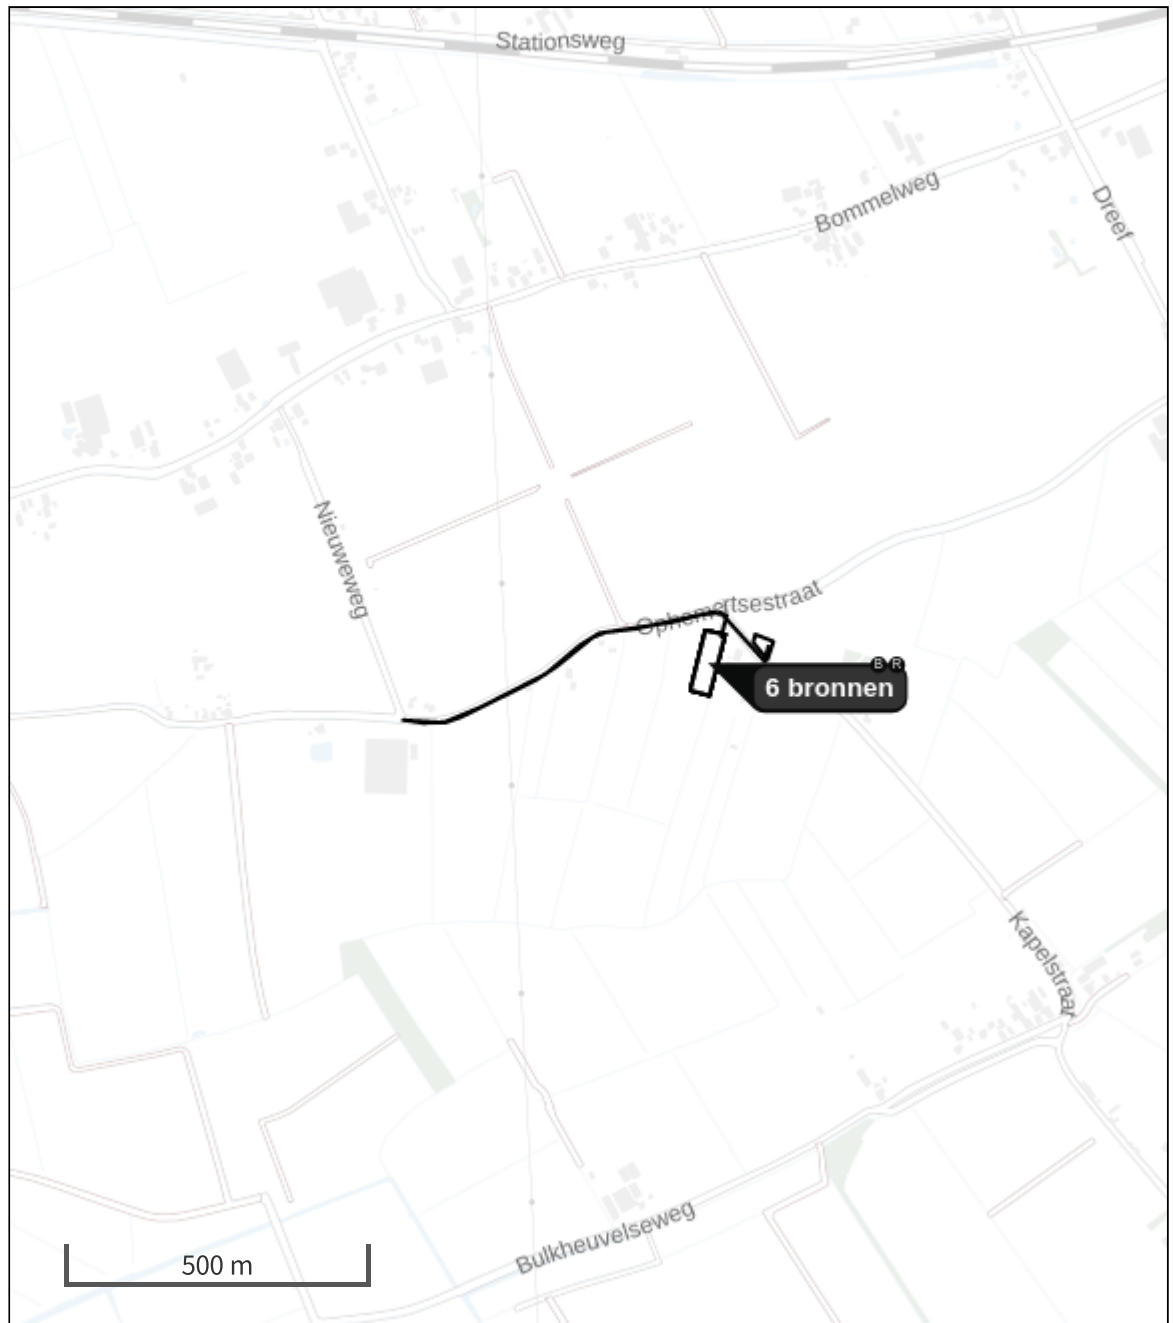 Stationsweg
Bommelweg
Dreef
Nieuweweg
Ophemertsestraat
B R
6 bronnen
Kapelstraat
Bulkheuvelseweg
500 m